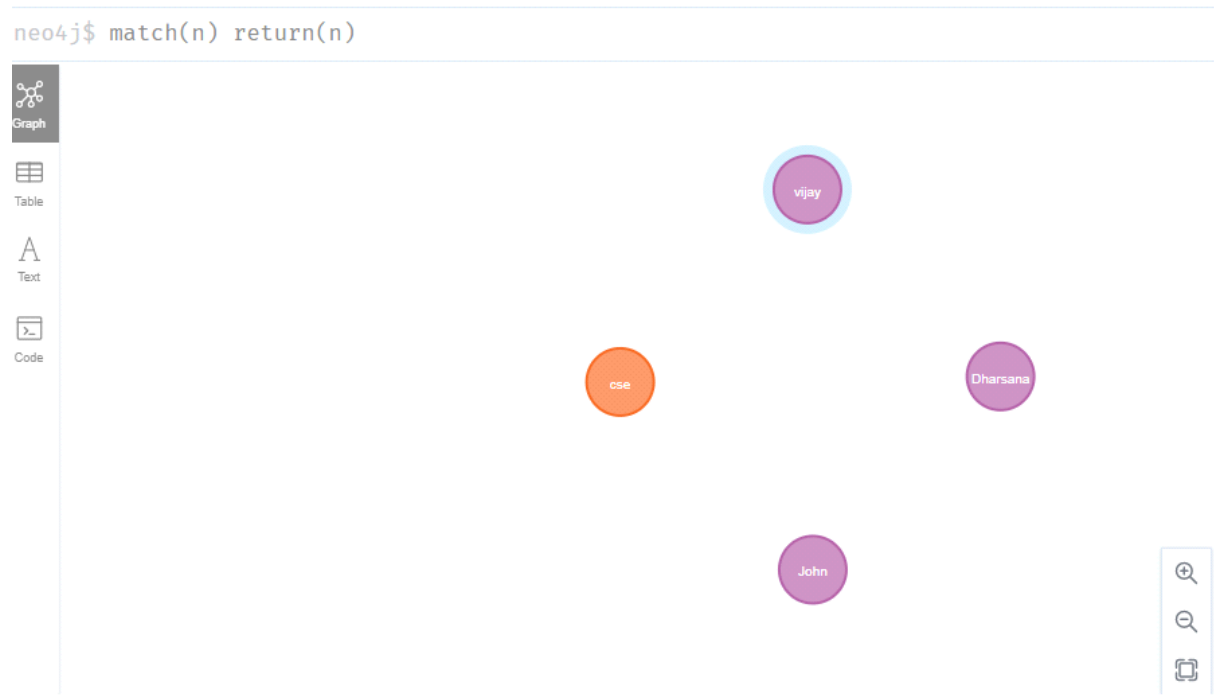 neo4j$ match(n) return(n)
Graph
Table
A
Text
>_
Code
vijay
cse
Dharsana
John